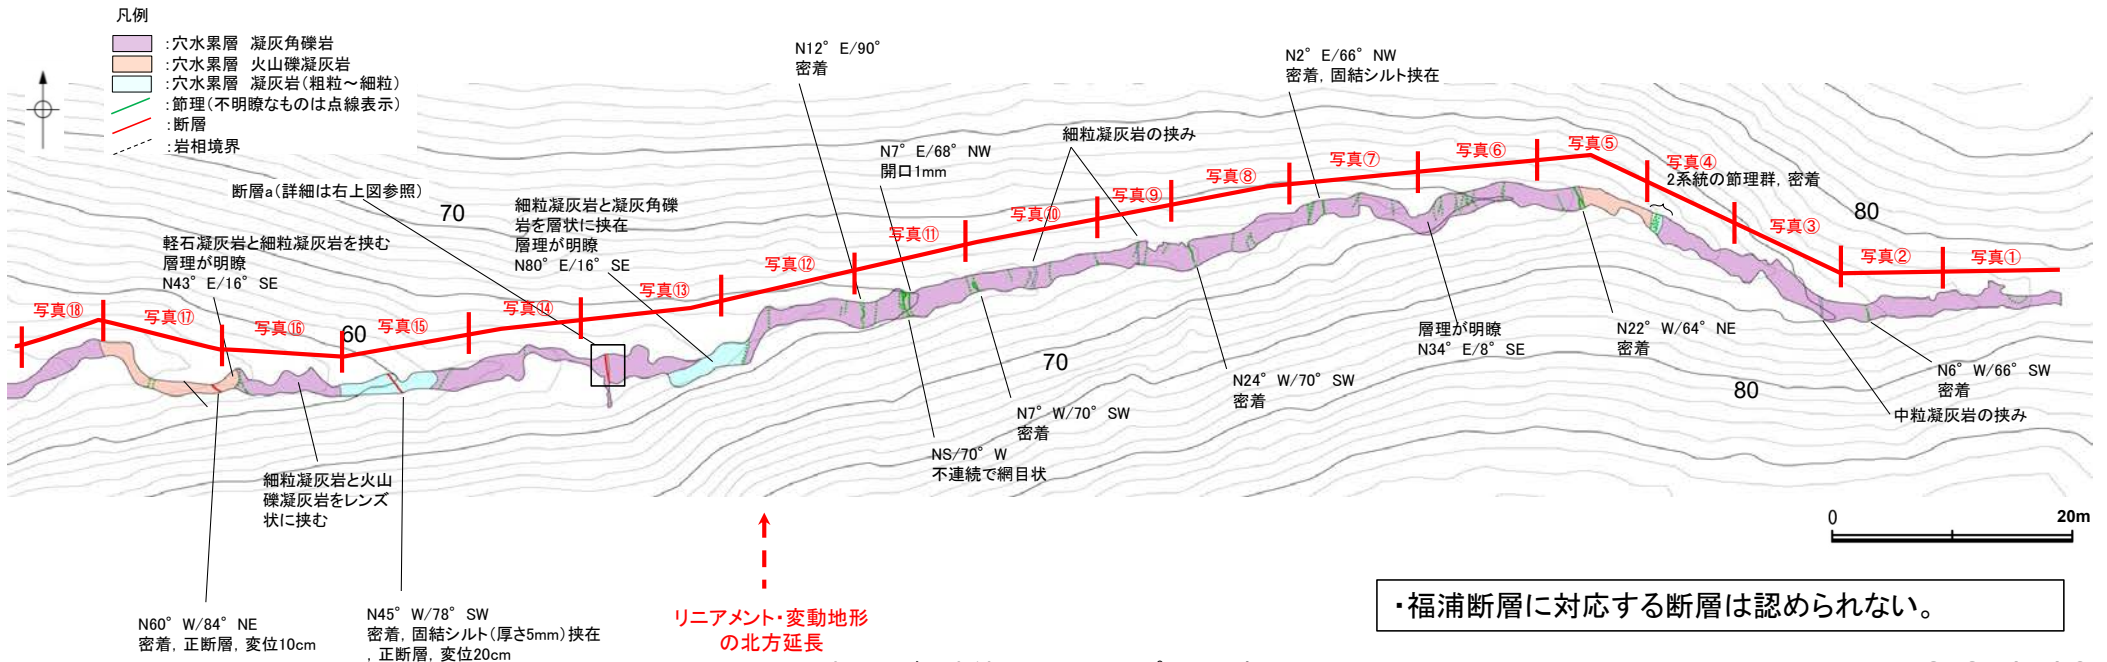 凡例
:穴水累層 凝灰角礫岩
:穴水累層 火山礫凝灰岩
:穴水累層 凝灰岩(粗粒~細粒)
:節理(不明瞭なものは点線表示)
:断層
:岩相境界
N12° E/90°
密着
N2° E/66° NW
密着, 固結シルト挟在
細粒凝灰岩の挟み
N7° E/68° NW
開口1mm
断層a(詳細は右上図参照)
70
細粒凝灰岩と凝灰角礫
岩を層状に挟在
層理が明瞭
N80° E/16° SE
軽石凝灰岩と細粒凝灰岩を挟む
層理が明瞭
N43° E/16° SE
写真⑱
写真⑰
写真⑯
60
写真⑮
写真⑭
写真⑬
写真⑫
写真⑪
写真⑩
写真⑨
写真⑧
写真⑦
写真⑥
写真⑤
写真④
2系統の節理群, 密着
写真③
80
写真②
写真①
70
層理が明瞭
N34° E/8° SE
N22° W/64° NE
密着
80
N6° W/66° SW
密着
中粒凝灰岩の挟み
N24° W/70° SW
密着
N7° W/70° SW
密着
NS/70° W
不連続で網目状
細粒凝灰岩と火山
礫凝灰岩をレンズ
状に挟む
N60° W/84° NE
密着, 正断層, 変位10cm
N45° W/78° SW
密着, 固結シルト(厚さ5mm)挟在
, 正断層, 変位20cm
リニアメント・変動地形
の北方延長
0
20m
・福浦断層に対応する断層は認められない。